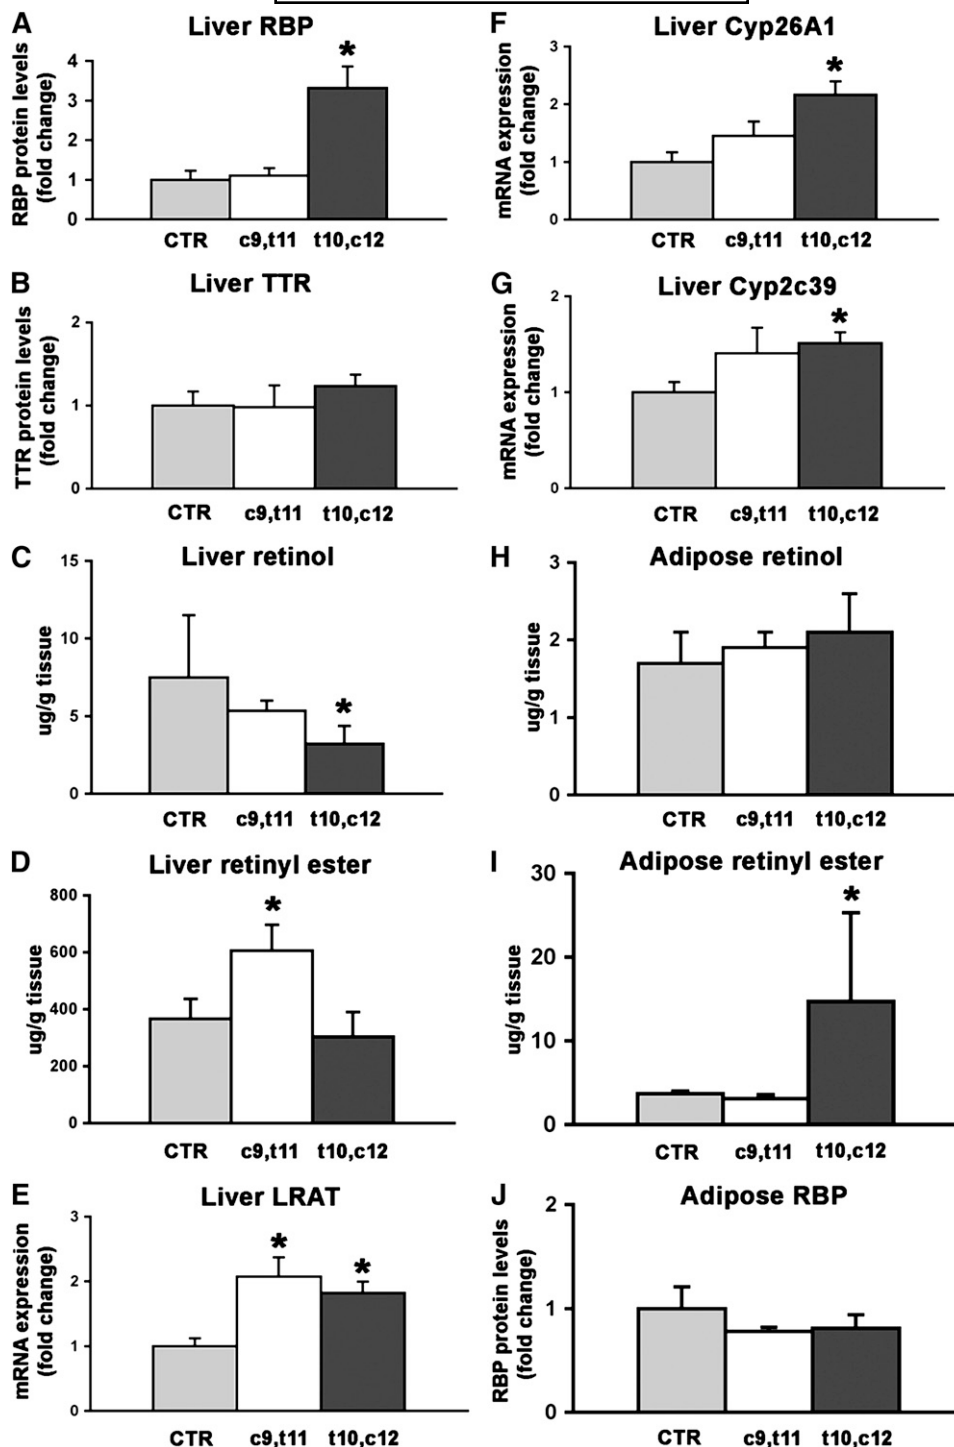 A
Liver RBP
RBP protein levels
(fold change)
4
3
2
1
0
*
CTR
c9,t11
t10,c12
B
Liver TTR
TTR protein levels
(fold change)
2
1
0
CTR
c9,t11
t10,c12
C
Liver retinol
ug/g tissue
15
10
5
0
*
CTR
c9,t11
t10,c12
D
Liver retinyl ester
ug/g tissue
800
600
400
200
0
*
CTR
c9,t11
t10,c12
E
Liver LRAT
mRNA expression
(fold change)
3
2
1
0
*
*
CTR
c9,t11
t10,c12
F
Liver Cyp26A1
mRNA expression
(fold change)
3
2
1
0
*
CTR
c9,t11
t10,c12
G
Liver Cyp2c39
mRNA expression
(fold change)
2
1
0
*
CTR
c9,t11
t10,c12
H
Adipose retinol
ug/g tissue
3
2
1
0
CTR
c9,t11
t10,c12
I
Adipose retinyl ester
ug/g tissue
30
20
10
0
*
CTR
c9,t11
t10,c12
J
Adipose RBP
RBP protein levels
(fold change)
2
1
0
CTR
c9,t11
t10,c12